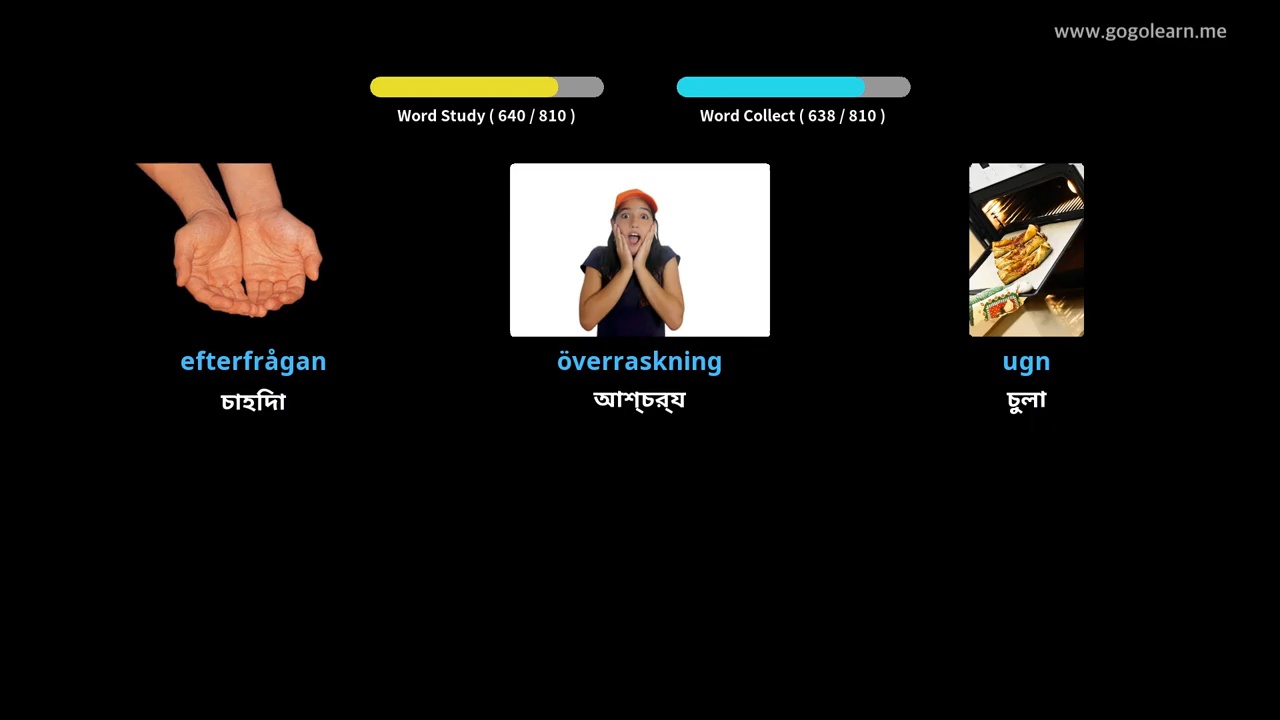 www.gogolearn.me
Word Study ( 640 / 810 )
Word Collect ( 638 / 810 )
efterfrågan
överraskning
ugn
চাহিদা
আশ্চর্য
চুলা